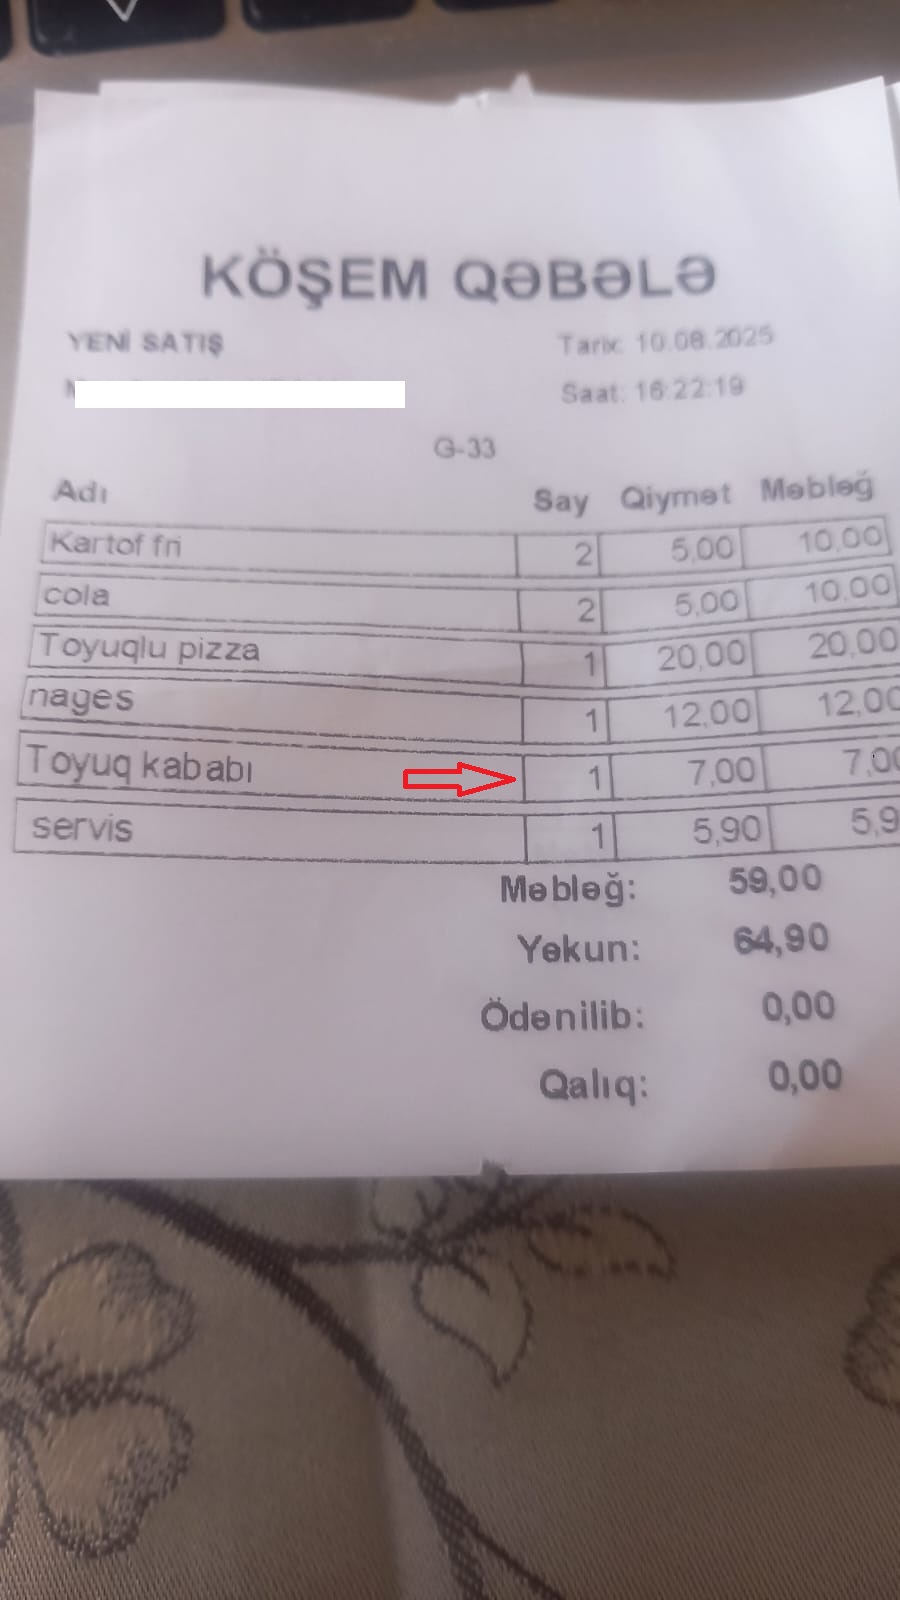 KÖŞEM QƏBƏLƏ
YENİ SATIŞ Tarix: 10.08.2025
Saat: 16:22:19
G-33
Adı Say Qiymət Məbləğ
Kartof fri 2 5,00 10,00
cola 2 5,00 10,00
Toyuqlu pizza 1 20,00 20,00
nages 1 12,00 12,00
Toyuq kababı 1 7,00 7,00
servis 1 5,90 5,9
Məbləğ: 59,00
Yekun: 64,90
Ödənilib: 0,00
Qalıq: 0,00